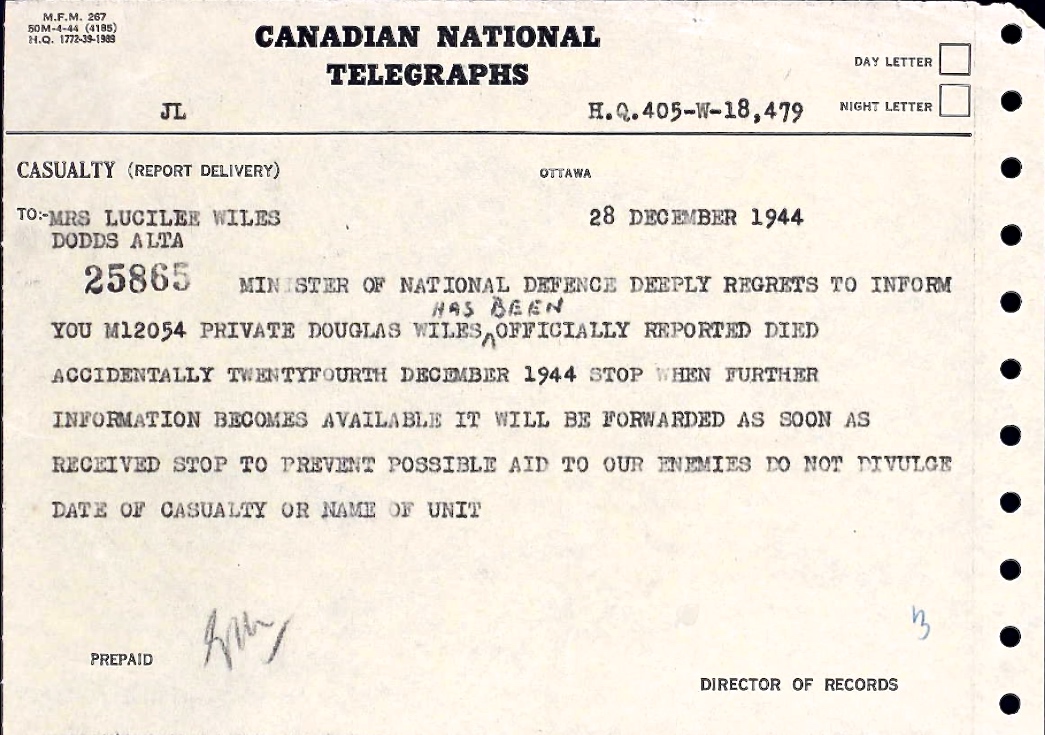 M.F.M. 267
50M-4-44 (4185)
H.Q. 1772-39-1989
CANADIAN NATIONAL
TELEGRAPHS
DAY LETTER
JL
H.Q.405-W-18,479
NIGHT LETTER
CASUALTY (REPORT DELIVERY)
OTTAWA
TO:-MRS LUCILEE WILES
28 DECEMBER 1944
DODDS ALTA
25865 MINISTER OF NATIONAL DEFENCE DEEPLY REGRETS TO INFORM
HAS BEEN
YOU M12054 PRIVATE DOUGLAS WILES OFFICIALLY REPORTED DIED
ACCIDENTALLY TWENTYFOURTH DECEMBER 1944 STOP WHEN FURTHER
INFORMATION BECOMES AVAILABLE IT WILL BE FORWARDED AS SOON AS
RECEIVED STOP TO PREVENT POSSIBLE AID TO OUR ENEMIES DO NOT DIVULGE
DATE OF CASUALTY OR NAME OF UNIT
PREPAID
DIRECTOR OF RECORDS